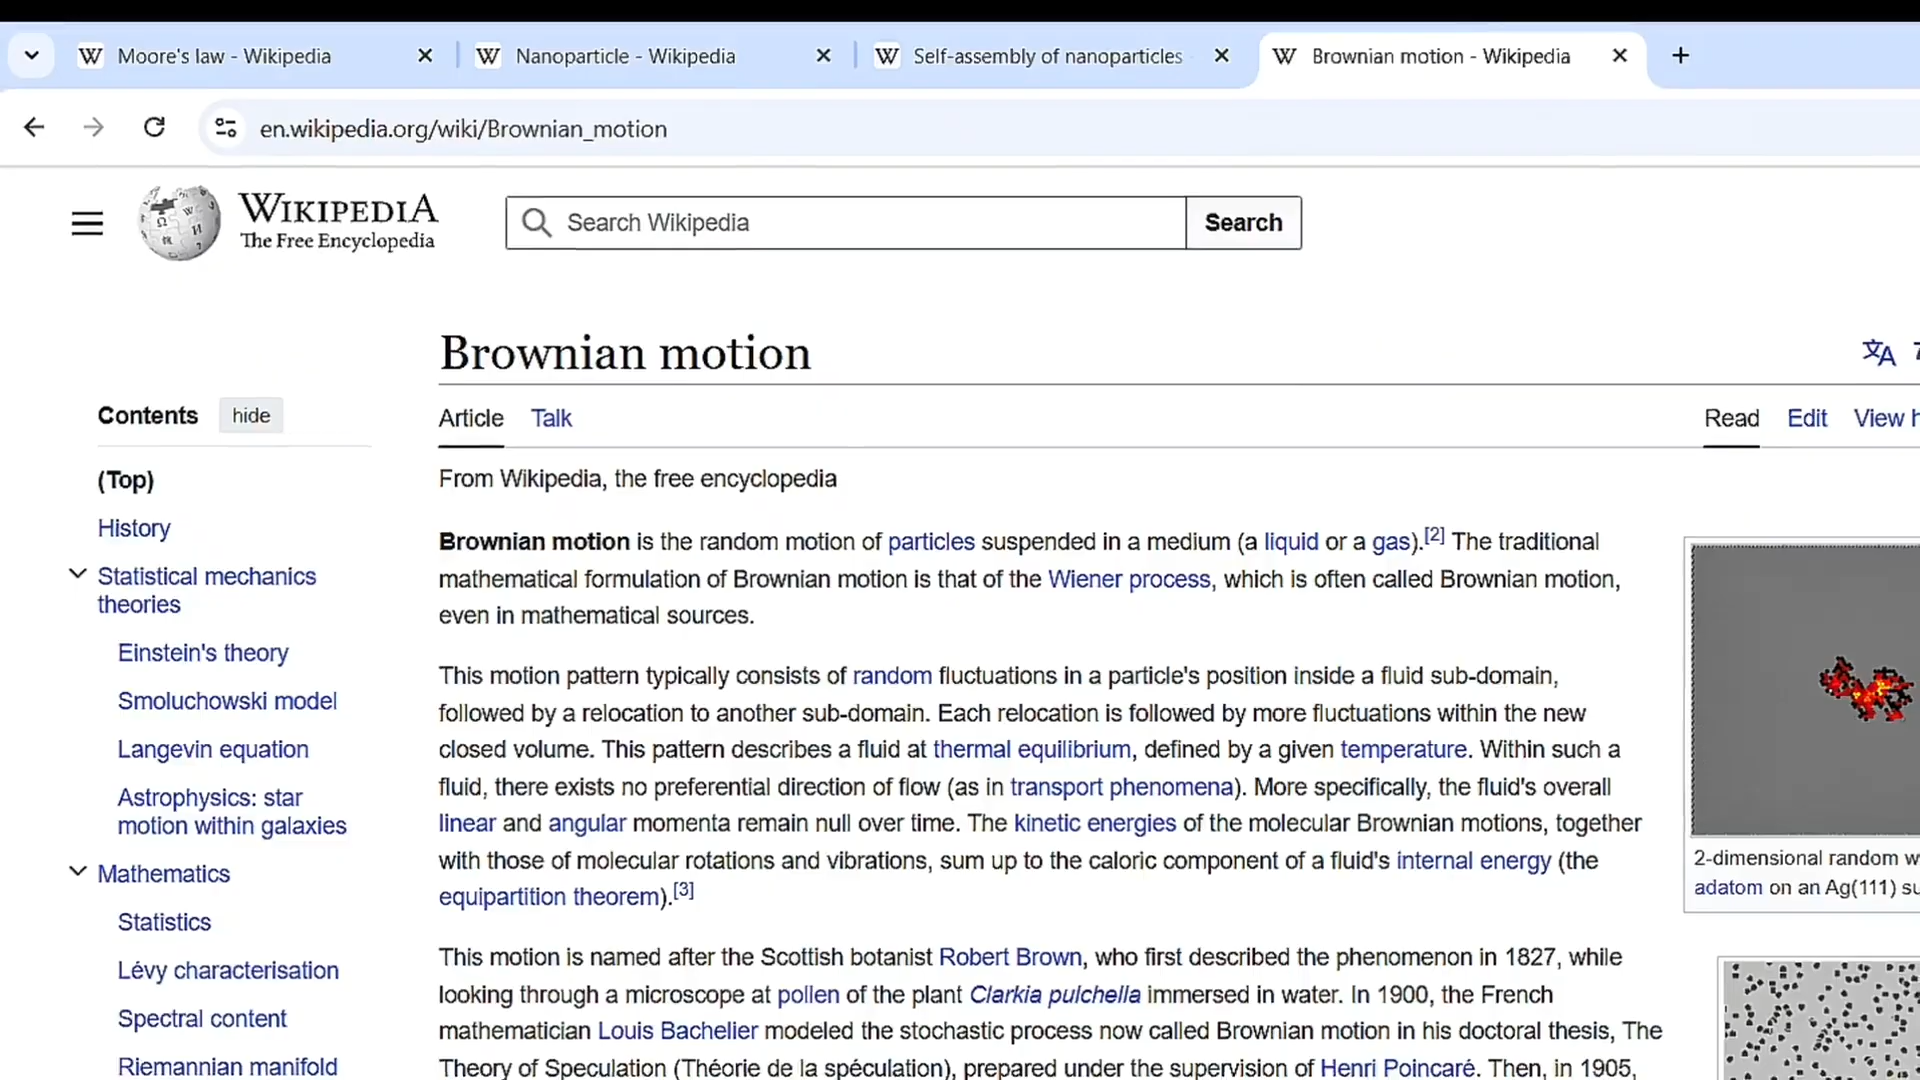 Moore's law - Wikipedia
Nanoparticle - Wikipedia
Self-assembly of nanoparticles
Brownian motion - Wikipedia
en.wikipedia.org/wiki/Brownian_motion
WIKIPEDIA
The Free Encyclopedia
Search Wikipedia
Search
Brownian motion
Contents hide
Article Talk
Read Edit View
From Wikipedia, the free encyclopedia
(Top)
History
Statistical mechanics
theories
Einstein's theory
Smoluchowski model
Langevin equation
Astrophysics: star
motion within galaxies
Mathematics
Statistics
Lévy characterisation
Spectral content
Riemannian manifold
Brownian motion is the random motion of particles suspended in a medium (a liquid or a gas).[2] The traditional
mathematical formulation of Brownian motion is that of the Wiener process, which is often called Brownian motion,
even in mathematical sources.
This motion pattern typically consists of random fluctuations in a particle's position inside a fluid sub-domain,
followed by a relocation to another sub-domain. Each relocation is followed by more fluctuations within the new
closed volume. This pattern describes a fluid at thermal equilibrium, defined by a given temperature. Within such a
fluid, there exists no preferential direction of flow (as in transport phenomena). More specifically, the fluid's overall
linear and angular momenta remain null over time. The kinetic energies of the molecular Brownian motions, together
with those of molecular rotations and vibrations, sum up to the caloric component of a fluid's internal energy (the
equipartition theorem).[3]
This motion is named after the Scottish botanist Robert Brown, who first described the phenomenon in 1827, while
looking through a microscope at pollen of the plant Clarkia pulchella immersed in water. In 1900, the French
mathematician Louis Bachelier modeled the stochastic process now called Brownian motion in his doctoral thesis, The
Theory of Speculation (Théorie de la spéculation), prepared under the supervision of Henri Poincaré. Then, in 1905,
2-dimensional random
adatom on an Ag(111)